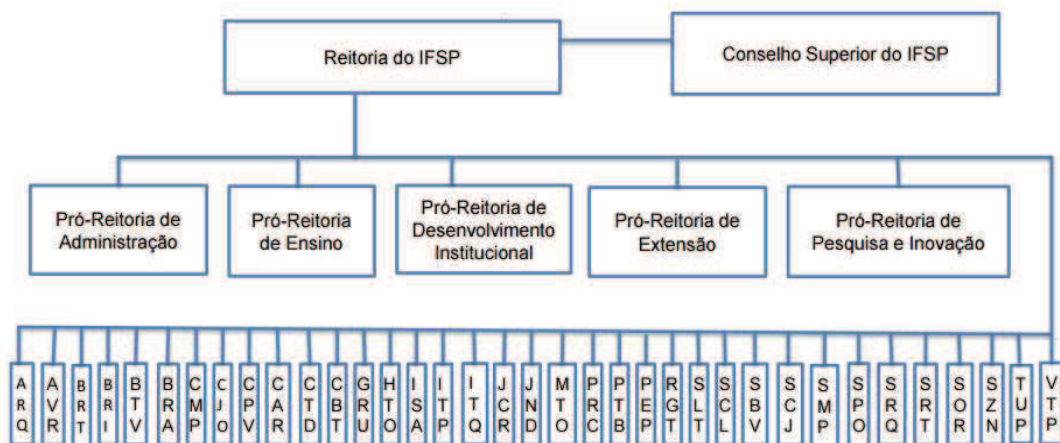 Reitoria do IFSP
Conselho Superior do IFSP
Pró-Reitoria de
Administração
Pró-Reitoria
de Ensino
Pró-Reitoria de
Desenvolvimento
Institucional
Pró-Reitoria de
Extensão
Pró-Reitoria de
Pesquisa e Inovação
ARQ
AVR
BRT
BRI
BTV
BRA
CMP
CJO
CPV
CAR
CTD
CBT
GRU
HTO
ISA
ITP
ITQ
JCR
JND
MTO
PRC
PTB
PEP
RGT
SLT
SCL
SBV
SCJ
SMP
SPO
SRQ
SRT
SOR
SZN
TUP
VTP